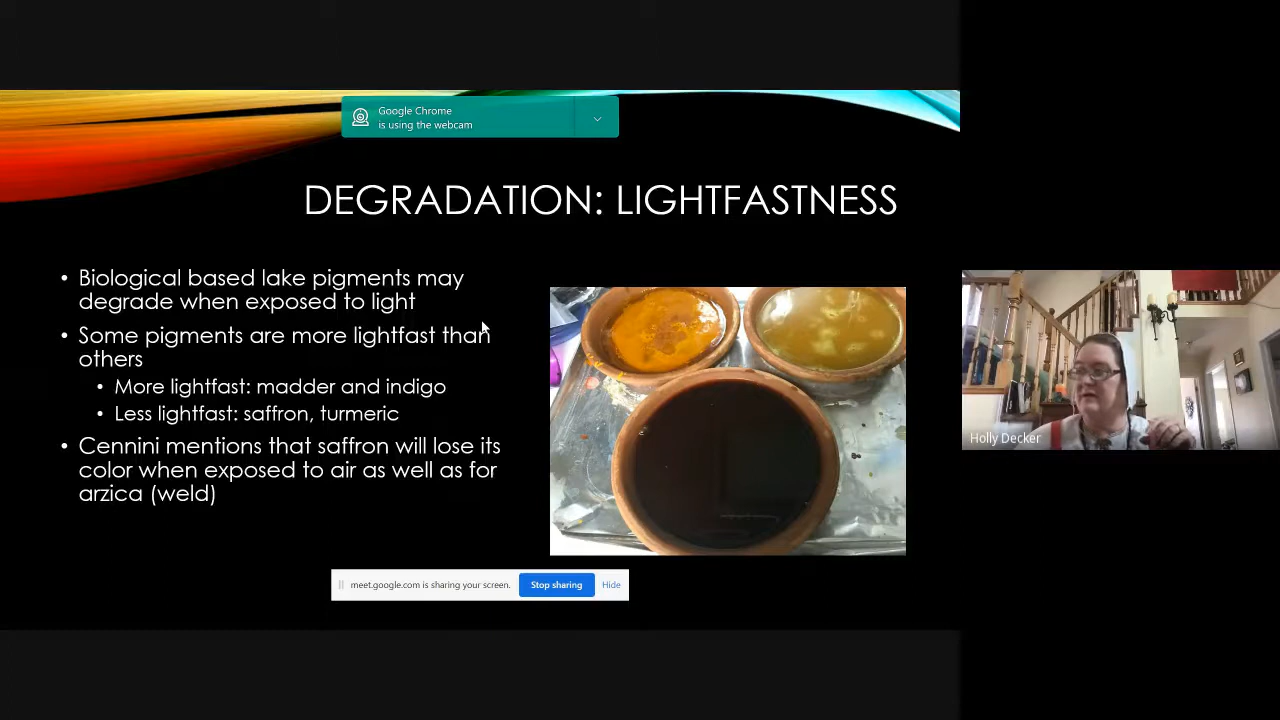 Google Chrome
is using the webcam
DEGRADATION: LIGHTFASTNESS
• Biological based lake pigments may
degrade when exposed to light
• Some pigments are more lightfast than
others
• More lightfast: madder and indigo
• Less lightfast: saffron, turmeric
• Cennini mentions that saffron will lose its
color when exposed to air as well as for
arzica (weld)
Holly Decker
meet.google.com is sharing your screen. Stop sharing Hide